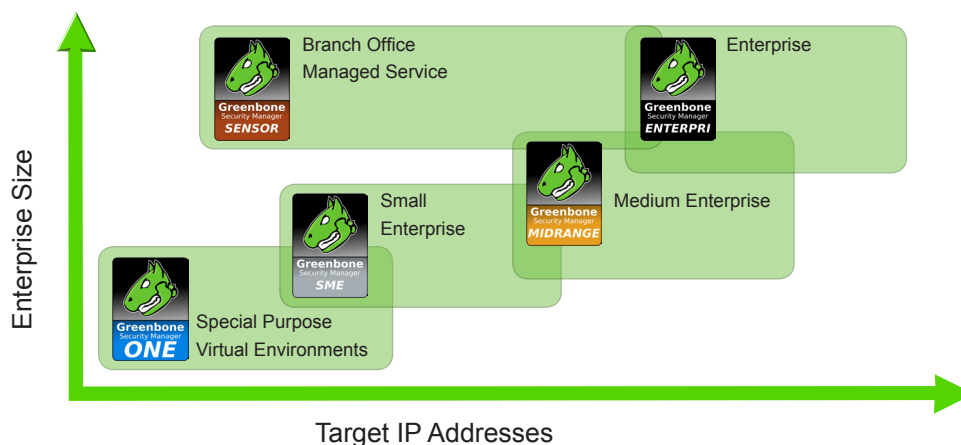 Enterprise Size
Branch Office
Managed Service
Greenbone
Security Manager
SENSOR
Enterprise
Greenbone
Security Manager
ENTERPRI
Small
Enterprise
Greenbone
Security Manager
SME
Medium Enterprise
Greenbone
Security Manager
MIDRANGE
Special Purpose
Virtual Environments
Greenbone
Security Manager
ONE
Target IP Addresses